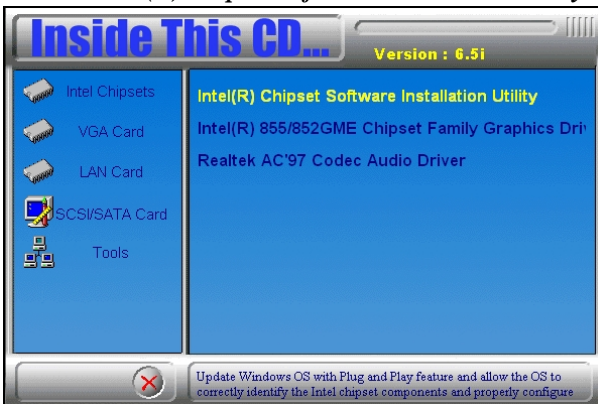 Inside This CD...
Version : 6.5i
Intel Chipsets
VGA Card
LAN Card
SCSI/SATA Card
Tools
Intel(R) Chipset Software Installation Utility
Intel(R) 855/852GME Chipset Family Graphics Driv
Realtek AC'97 Codec Audio Driver
Update Windows OS with Plug and Play feature and allow the OS to
correctly identify the Intel chipset components and properly configure